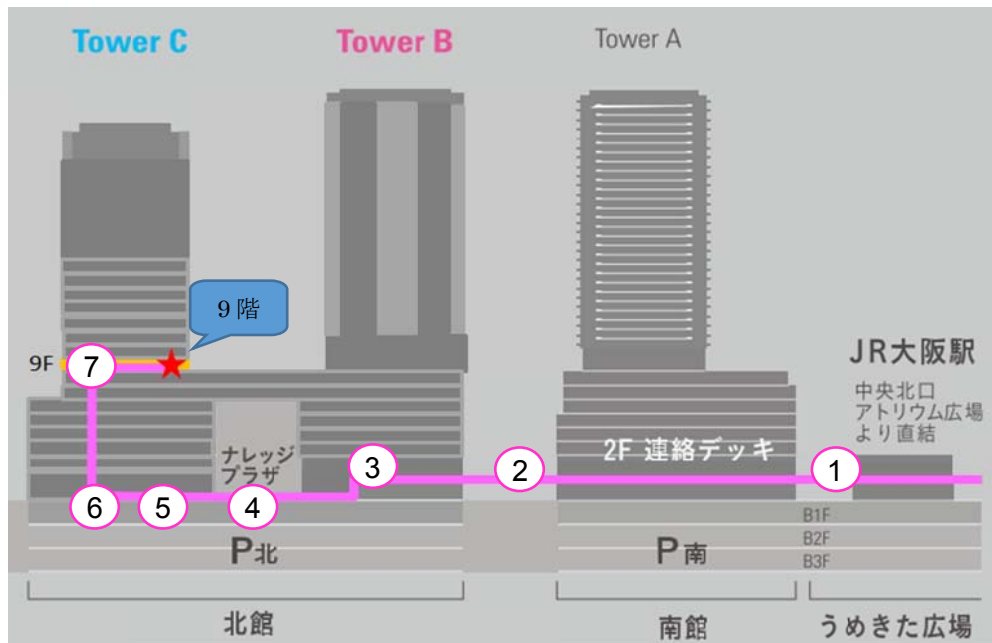 Tower C
Tower B
Tower A
9階
9F
7
JR大阪駅
中央北口
アトリウム広場
より直結
ナレッジ
プラザ
3
2
2F 連絡デッキ
1
6
5
4
B1F
B2F
B3F
P北
P南
北館
南館
うめきた広場